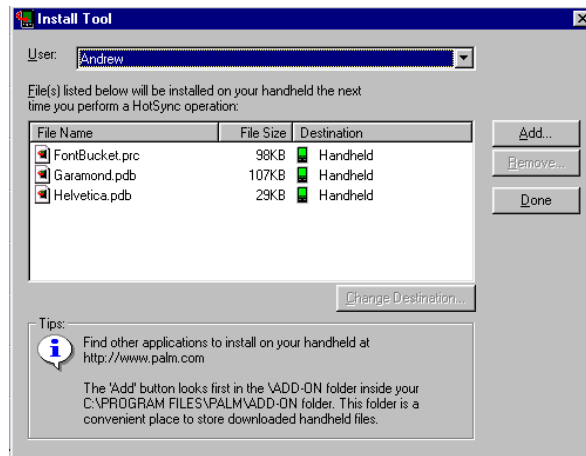 Install Tool
User: Andrew
File(s) listed below will be installed on your handheld the next
time you perform a HotSync operation:
File Name File Size Destination
FontBucket.prc 98KB Handheld
Garamond.pdb 107KB Handheld
Helvetica.pdb 29KB Handheld
Add...
Remove...
Done
Change Destination...
Tips:
Find other applications to install on your handheld at
http://www.palm.com
The 'Add' button looks first in the \ADD-ON folder inside your
C:\PROGRAM FILES\PALM\ADD-ON folder. This folder is a
convenient place to store downloaded handheld files.